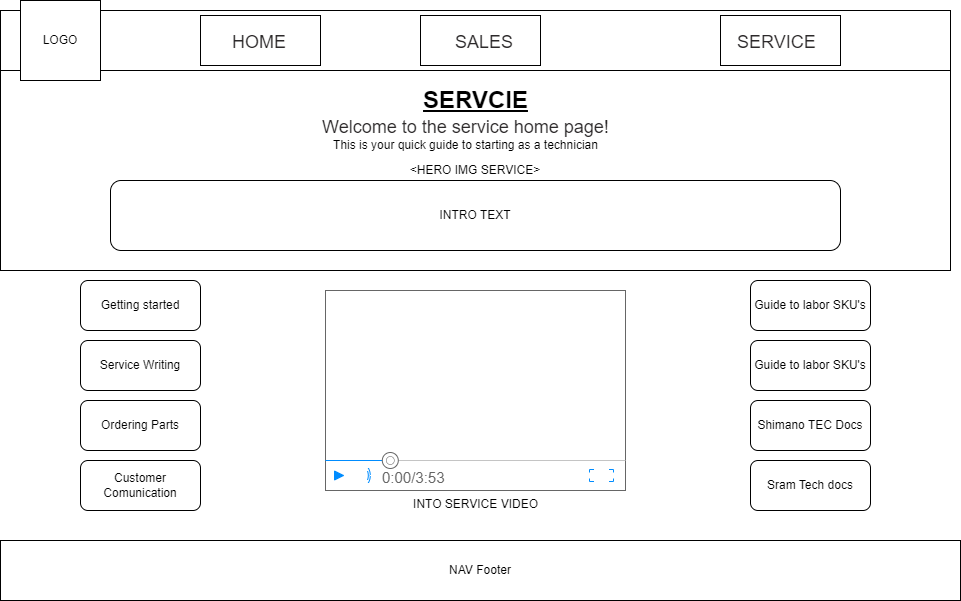 LOGO
HOME
SALES
SERVICE
SERVCIE
Welcome to the service home page!
This is your quick guide to starting as a technician
<HERO IMG SERVICE>
INTRO TEXT
Getting started
Service Writing
Ordering Parts
Customer
Comunication
0:00/3:53
INTO SERVICE VIDEO
Guide to labor SKU's
Guide to labor SKU's
Shimano TEC Docs
Sram Tech docs
NAV Footer